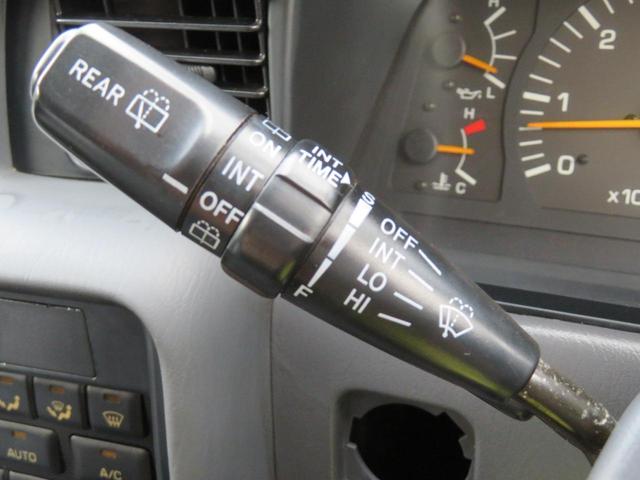 REAR
ON
INT
OFF
INT
TIME
S
F
OFF
INT
LO
HI
H
L
H
C
2
1
0
x10
AUTO
A/C